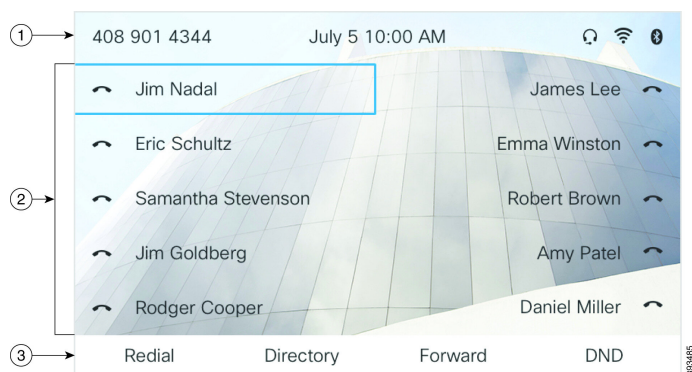 1 408 901 4344 July 5 10:00 AM
Jim Nadal James Lee
Eric Schultz Emma Winston
2 Samantha Stevenson Robert Brown
Jim Goldberg Amy Patel
Rodger Cooper Daniel Miller
3 Redial Directory Forward DND